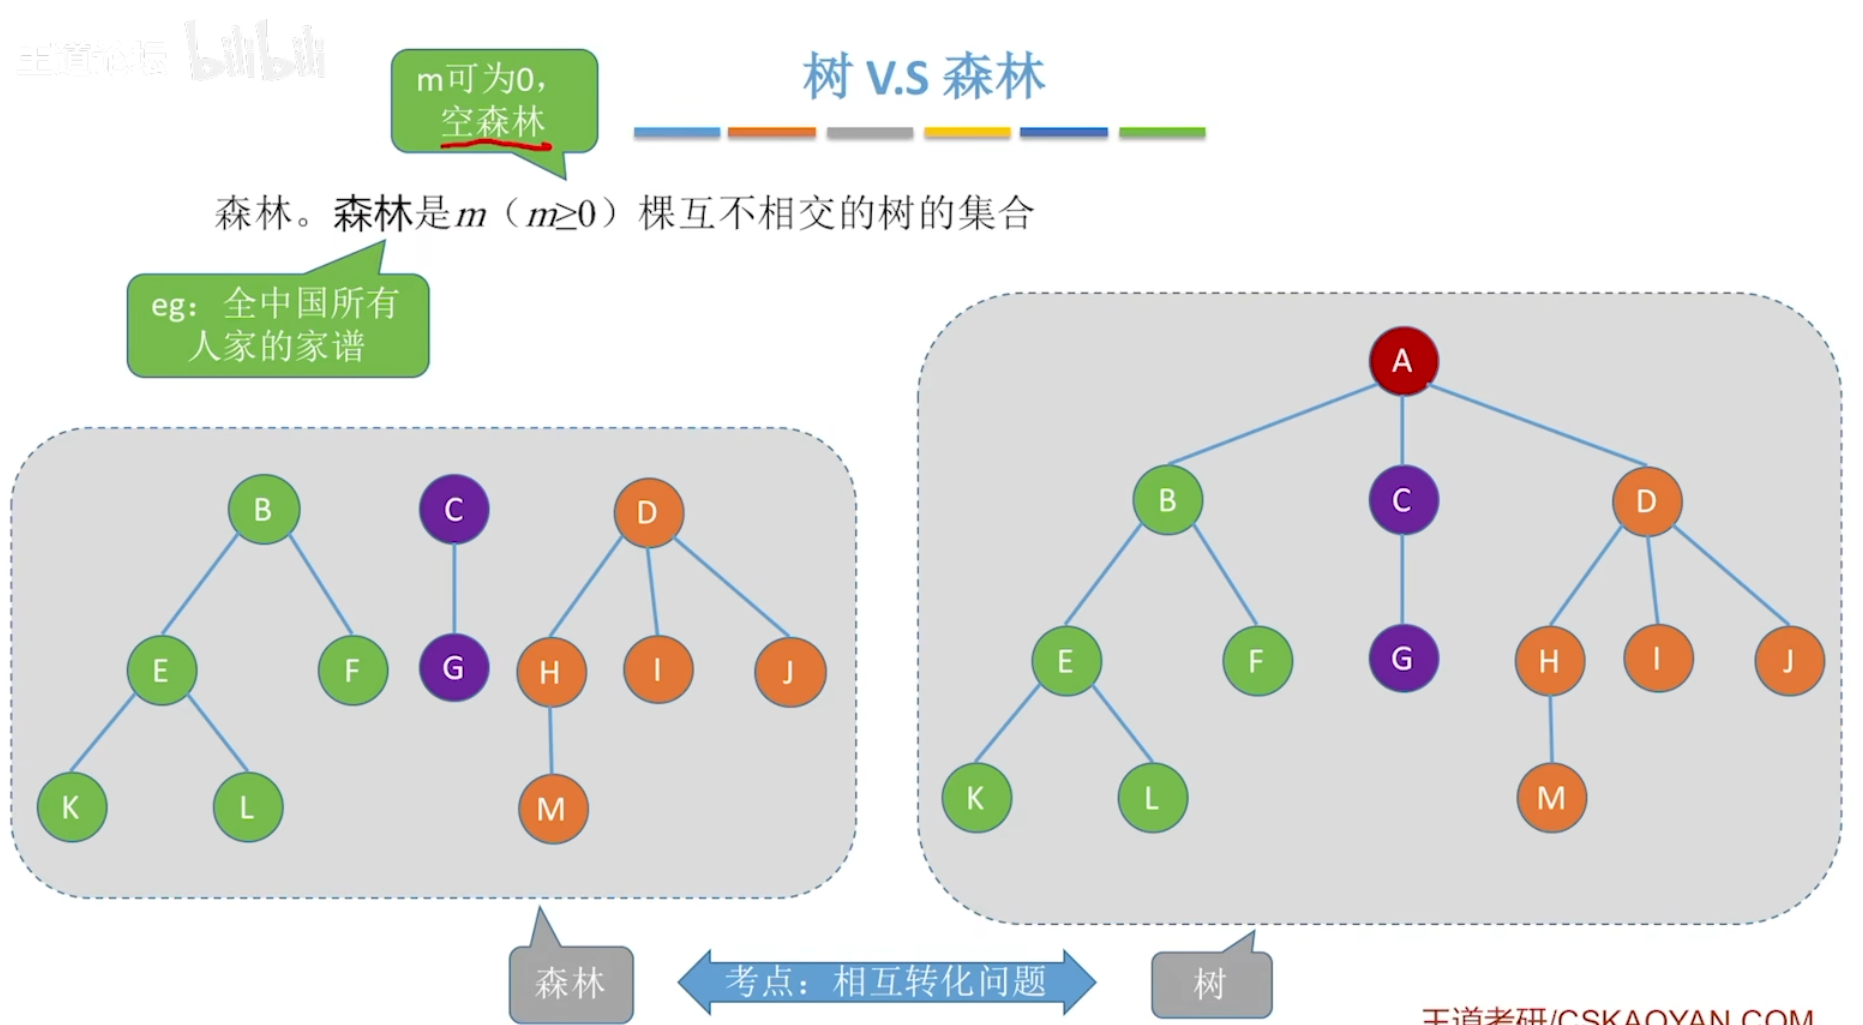 王道论坛 bilibili
树 V.S 森林
m可为0，
空森林
森林。森林是m（m≥0）棵互不相交的树的集合
eg：全中国所有
人家的家谱
B C D
E F G H I J
K L M
A
B C D
E F G H I J
K L M
森林
考点：相互转化问题
树
王道考研/CSKAOYAN.COM